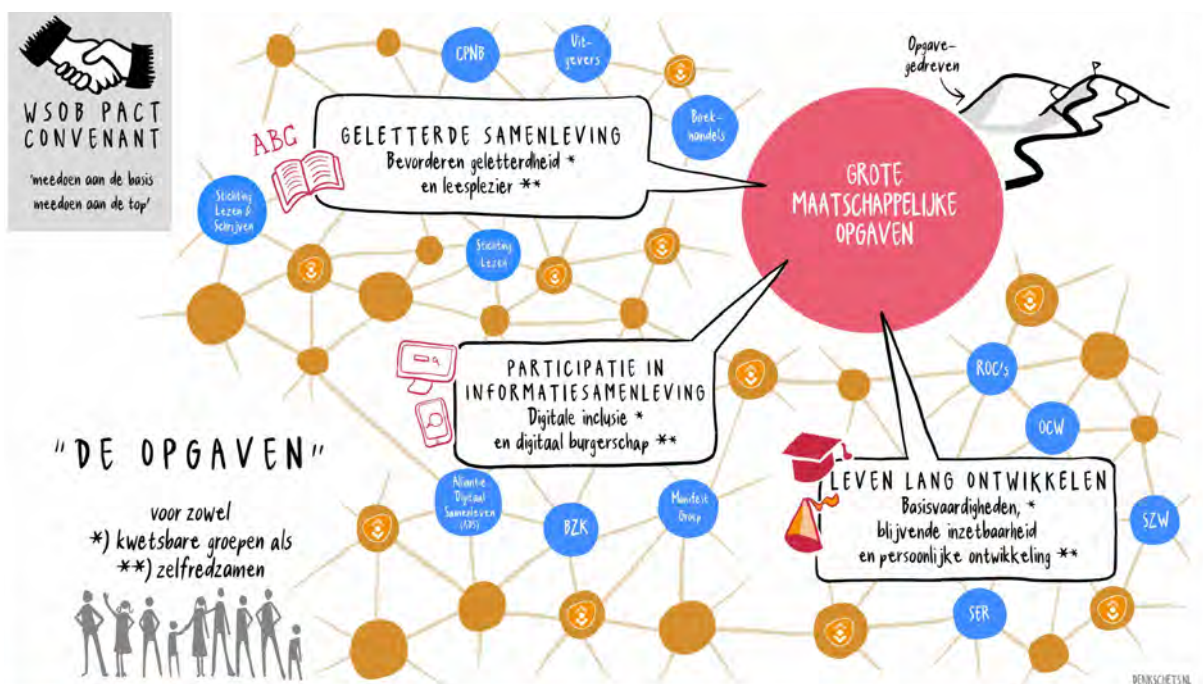 WSOB PACT
CONVENANT
'meedoen aan de basis
meedoen aan de top'
CPNB
Uit-
gevers
Boek-
handels
Opgave-
gedreven
ABC
GELETTERDE SAMENLEVING
Bevorderen geletterdheid *
en leesplezier **
GROTE
MAATSCHAPPELIJKE
OPGAVEN
Stichting
Lezen &
Schrijven
Stichting
Lezen
PARTICIPATIE IN
INFORMATIESAMENLEVING
Digitale inclusie *
en digitaal burgerschap **
ROC's
OCW
"DE OPGAVEN"
voor zowel
*) kwetsbare groepen als
**) zelfredzamen
Alliantie
Digitaal
Samenleven
(ADS)
BZK
Manifest
Groep
LEVEN LANG ONTWIKKELEN
Basisvaardigheden, *
blijvende inzetbaarheid
en persoonlijke ontwikkeling **
SZW
SER
DENKSCHETS.NL